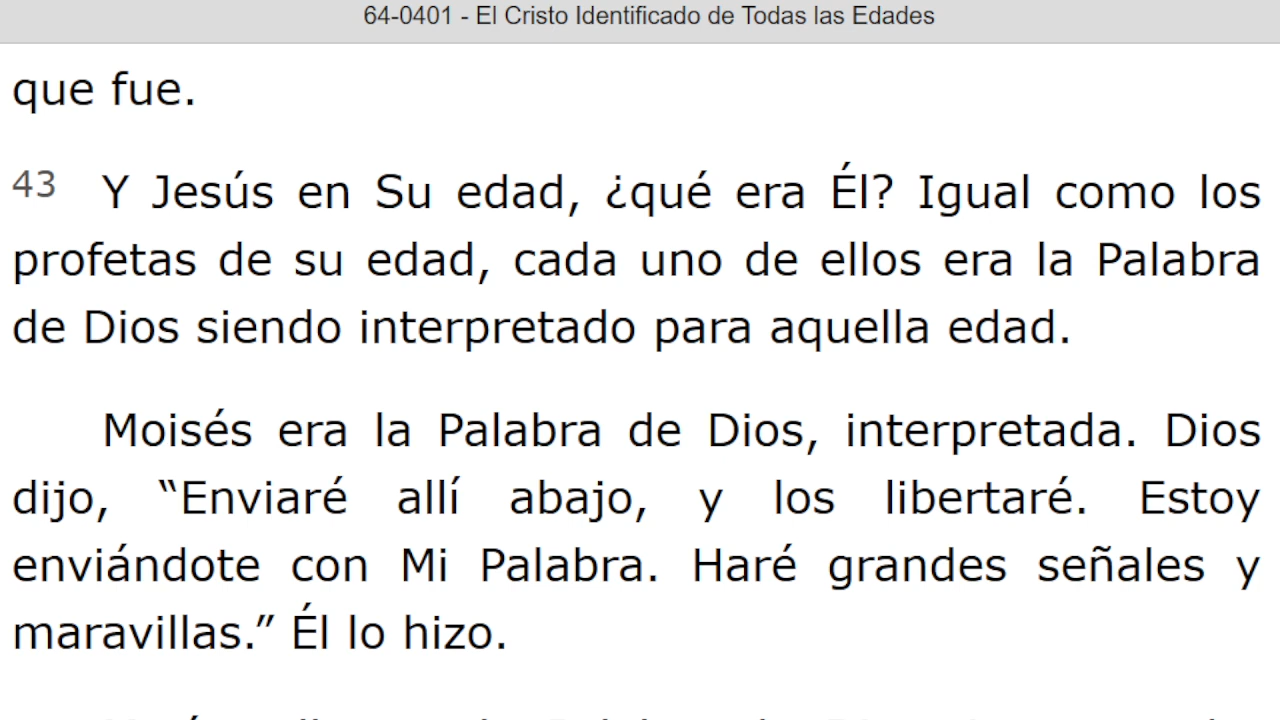 64-0401 - El Cristo Identificado de Todas las Edades
que fue.
43 Y Jesús en Su edad, ¿qué era Él? Igual como los
profetas de su edad, cada uno de ellos era la Palabra
de Dios siendo interpretado para aquella edad.
Moisés era la Palabra de Dios, interpretada. Dios
dijo, “Enviaré allí abajo, y los libertaré. Estoy
enviándote con Mi Palabra. Haré grandes señales y
maravillas.” Él lo hizo.